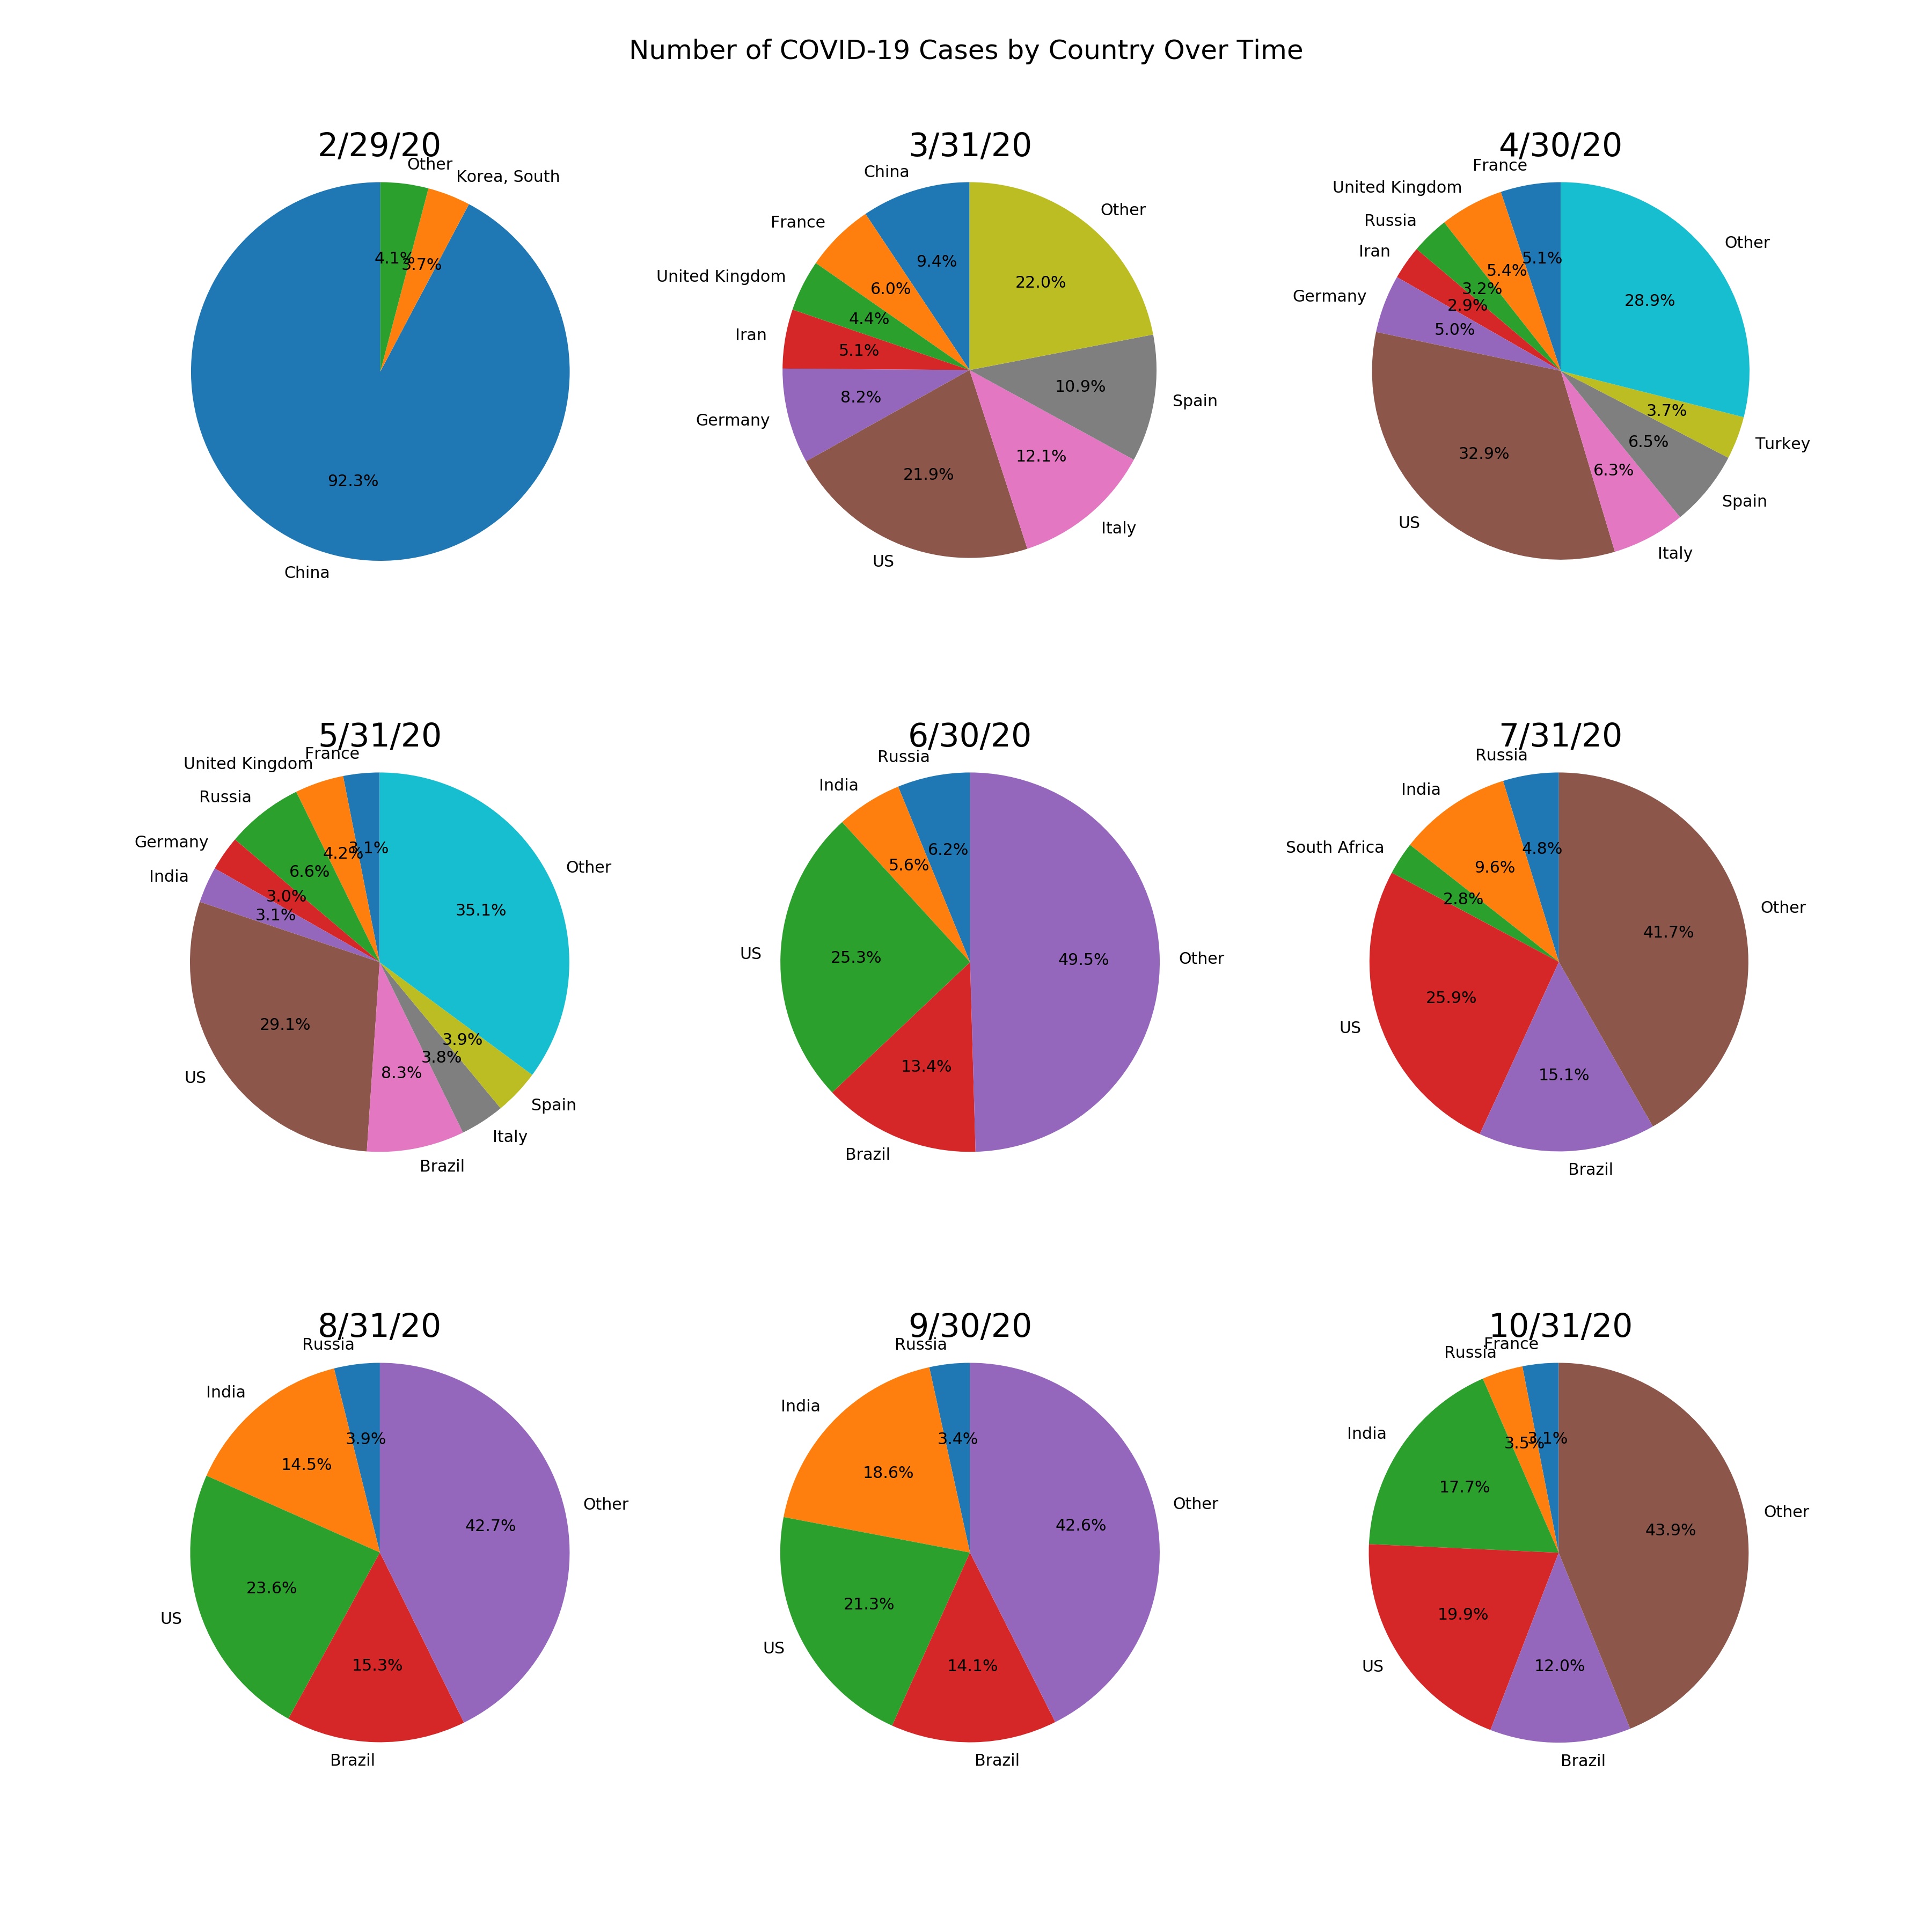 Number of COVID-19 Cases by Country Over Time
2/29/20
Other
Korea, South
4.1%
3.7%
92.3%
China
3/31/20
China
France
United Kingdom
Iran
Germany
US
Italy
Spain
Other
9.4%
6.0%
4.4%
5.1%
8.2%
21.9%
12.1%
10.9%
22.0%
4/30/20
France
United Kingdom
Russia
Iran
Germany
US
Italy
Spain
Turkey
Other
5.1%
5.4%
3.2%
2.9%
5.0%
32.9%
6.3%
6.5%
3.7%
28.9%
5/31/20
France
United Kingdom
Russia
Germany
India
US
Brazil
Italy
Spain
Other
3.1%
4.2%
6.6%
3.0%
3.1%
29.1%
8.3%
3.8%
3.9%
35.1%
6/30/20
Russia
India
US
Brazil
Other
6.2%
5.6%
25.3%
13.4%
49.5%
7/31/20
Russia
India
South Africa
US
Brazil
Other
4.8%
9.6%
2.8%
25.9%
15.1%
41.7%
8/31/20
Russia
India
US
Brazil
Other
3.9%
14.5%
23.6%
15.3%
42.7%
9/30/20
Russia
India
US
Brazil
Other
3.4%
18.6%
21.3%
14.1%
42.6%
10/31/20
France
Russia
India
US
Brazil
Other
3.1%
3.5%
17.7%
19.9%
12.0%
43.9%